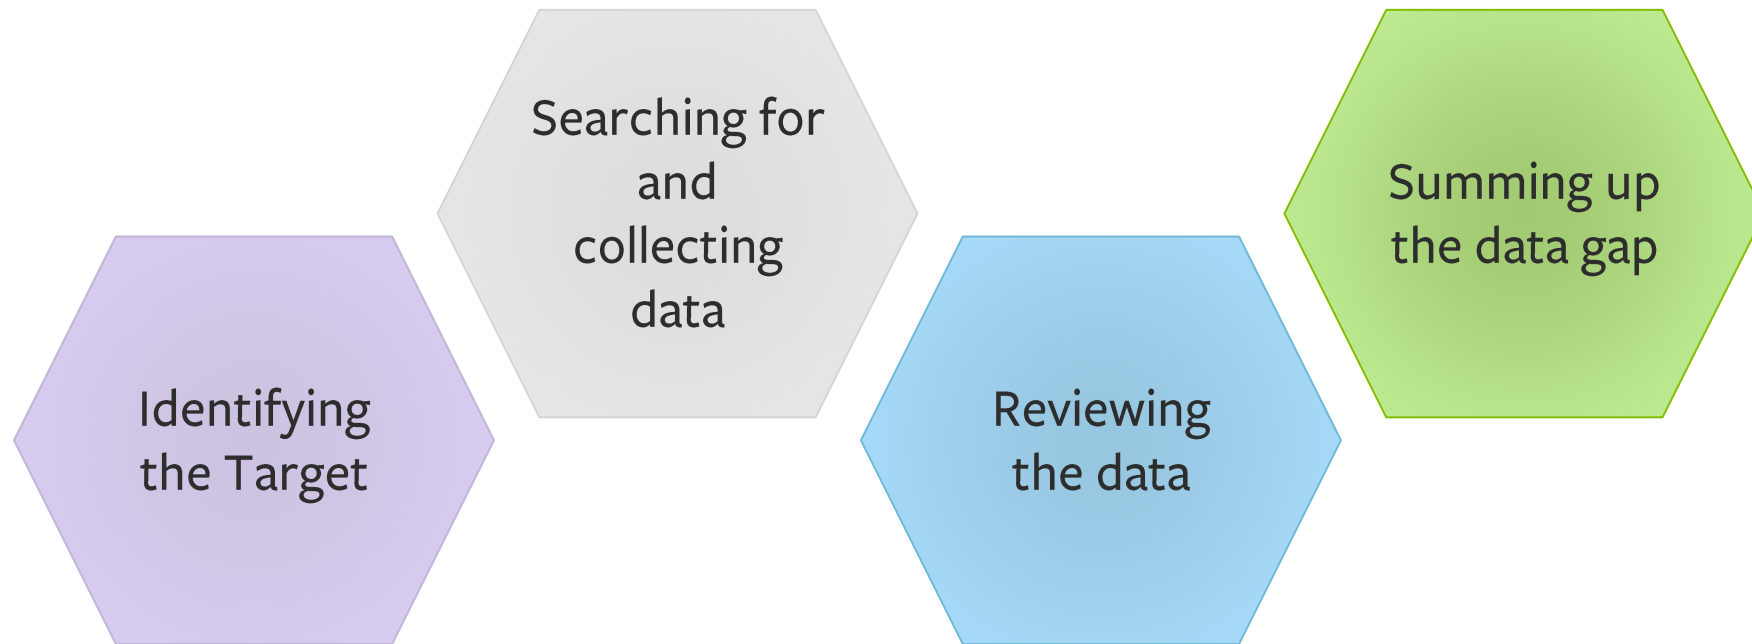 Identifying
the Target
Searching for
and
collecting
data
Reviewing
the data
Summing up
the data gap